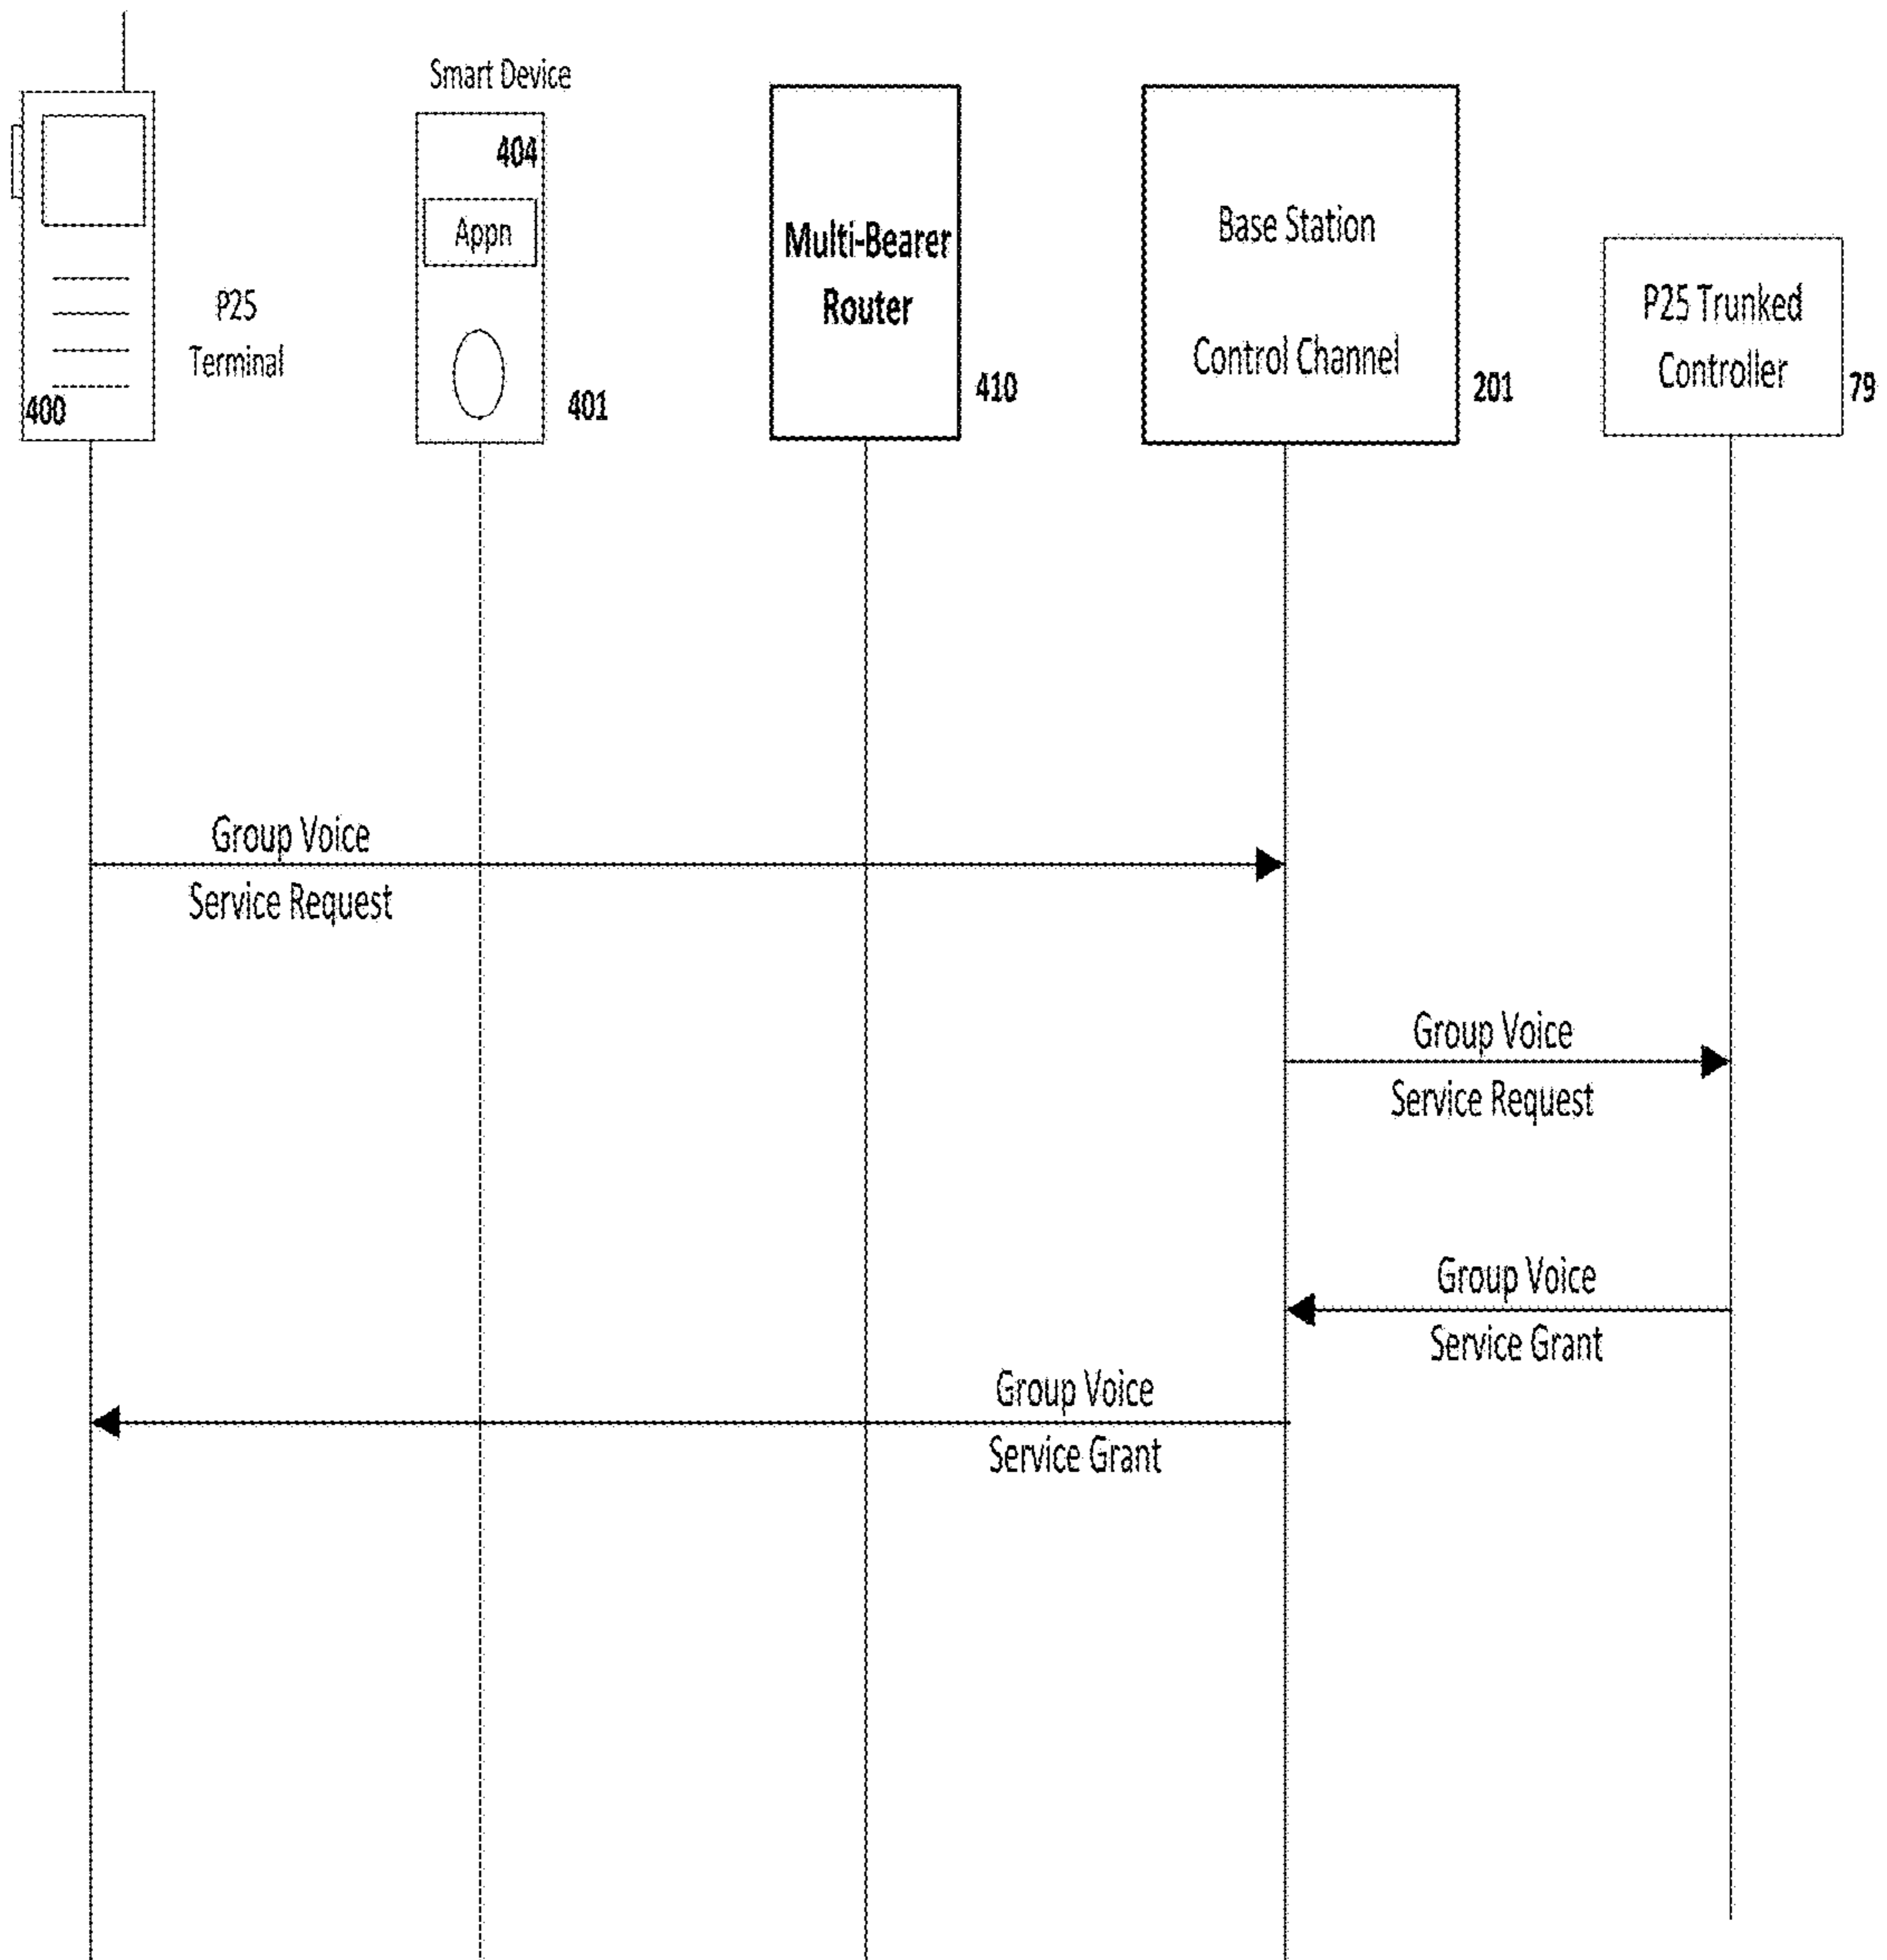 Smart Device
404
Appn
Multi-Bearer
Router
Base Station
Control Channel
P25 Trunked
Controller
P25
Terminal
400
401
410
201
79
Group Voice
Service Request
Group Voice
Service Request
Group Voice
Service Grant
Group Voice
Service Grant